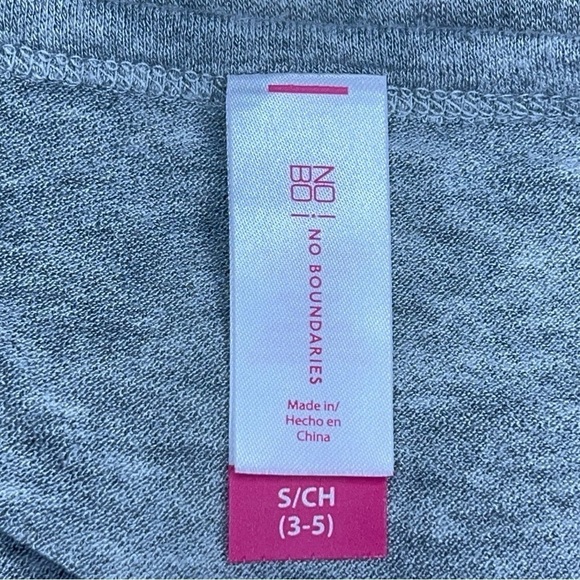 NO
BO
NO BOUNDARIES
Made in/
Hecho en
China
S/CH
(3-5)